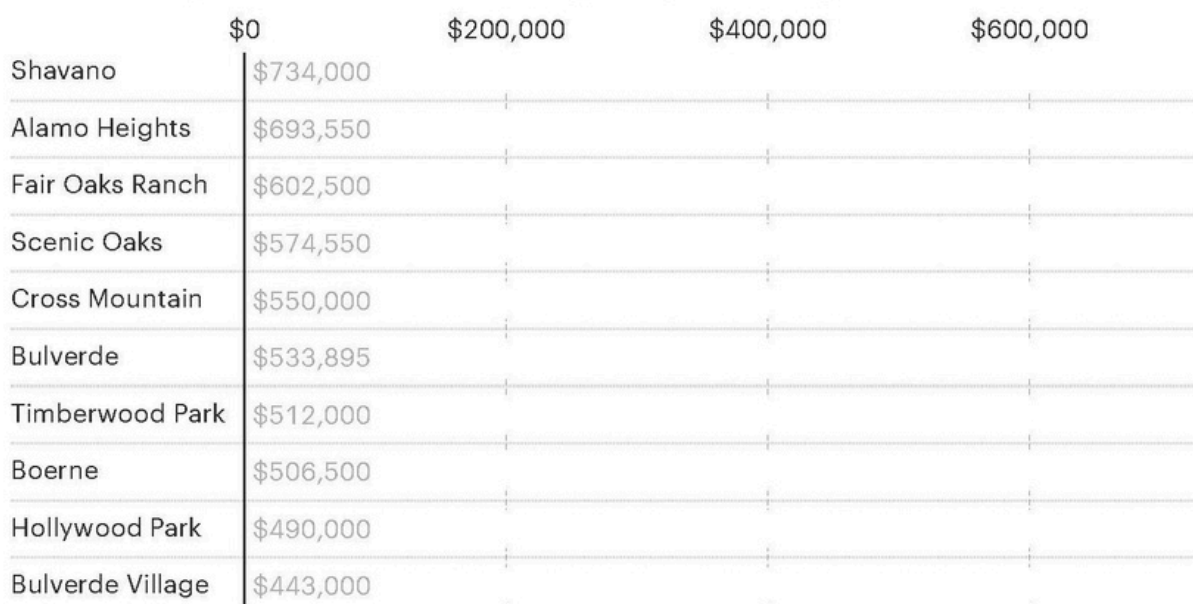 $0 $200,000 $400,000 $600,000
Shavano $734,000
Alamo Heights $693,550
Fair Oaks Ranch $602,500
Scenic Oaks $574,550
Cross Mountain $550,000
Bulverde $533,895
Timberwood Park $512,000
Boerne $506,500
Hollywood Park $490,000
Bulverde Village $443,000